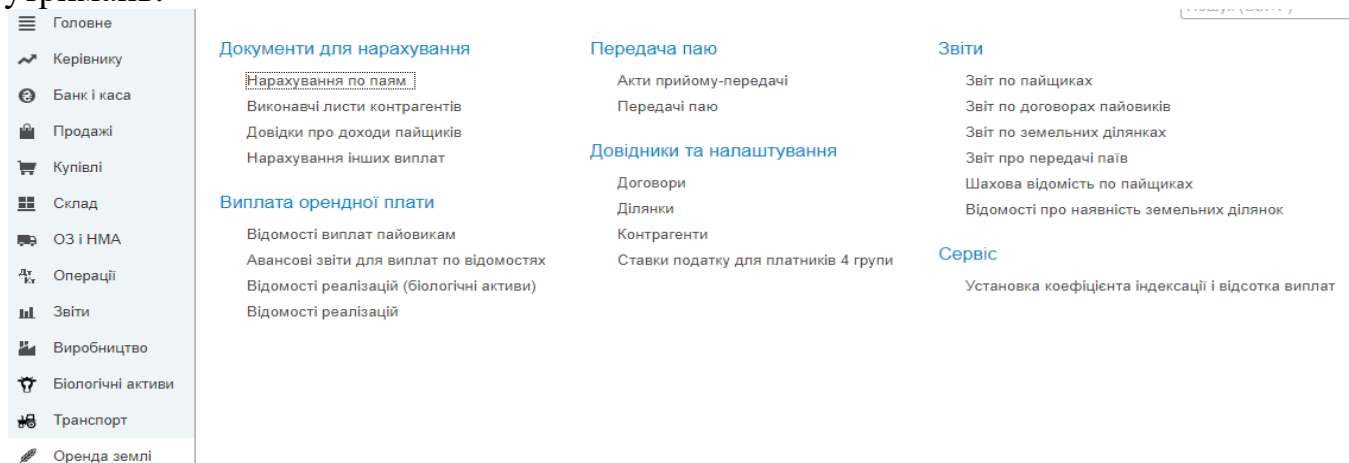 утримань.
Головне
Керівнику
Банк і каса
Продажі
Купівлі
Склад
ОЗ і НМА
Дт Кт Операції
Звіти
Виробництво
Біологічні активи
Транспорт
Оренда землі
Документи для нарахування
Нарахування по паям
Виконавчі листи контрагентів
Довідки про доходи пайщиків
Нарахування інших виплат
Виплата орендної плати
Відомості виплат пайовикам
Авансові звіти для виплат по відомостях
Відомості реалізацій (біологічні активи)
Відомості реалізацій
Передача паю
Акти прийому-передачі
Передачі паю
Довідники та налаштування
Договори
Ділянки
Контрагенти
Ставки податку для платників 4 групи
Звіти
Звіт по пайщиках
Звіт по договорах пайовиків
Звіт по земельних ділянках
Звіт про передачі паїв
Шахова відомість по пайщиках
Відомості про наявність земельних ділянок
Сервіс
Установка коефіцієнта індексації і відсотка виплат